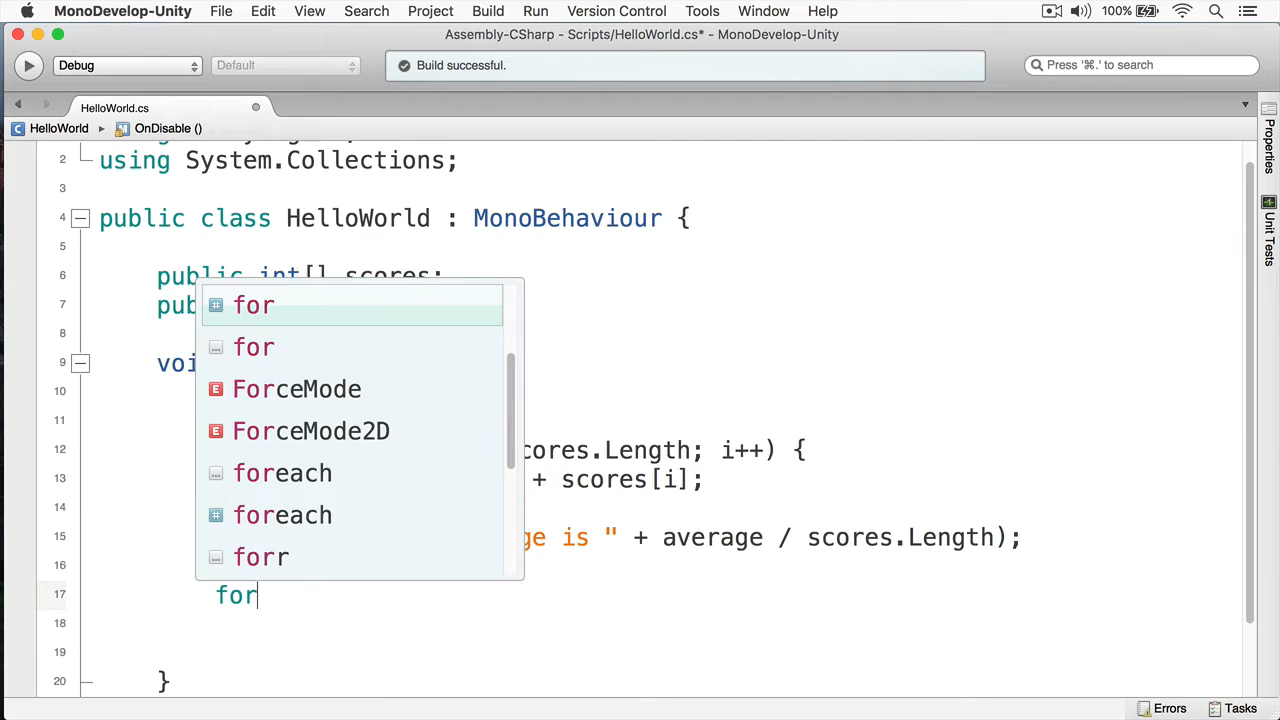 MonoDevelop-Unity File Edit View Search Project Build Run Version Control Tools Window Help 100%
Assembly-CSharp - Scripts/HelloWorld.cs* - MonoDevelop-Unity
Debug Default Build successful. Press '⌘.' to search
HelloWorld.cs
HelloWorld OnDisable ()
2 using System.Collections;
3
4 public class HelloWorld : MonoBehaviour {
5
6 public int[] scores;
7 pub
8
9 voi
10
11
12 cores.Length; i++) {
13 + scores[i];
14
15 ge is " + average / scores.Length);
16
17 for
18
19
20 }
for
for
ForceMode
ForceMode2D
foreach
foreach
forr
Properties
Unit Tests
Errors Tasks